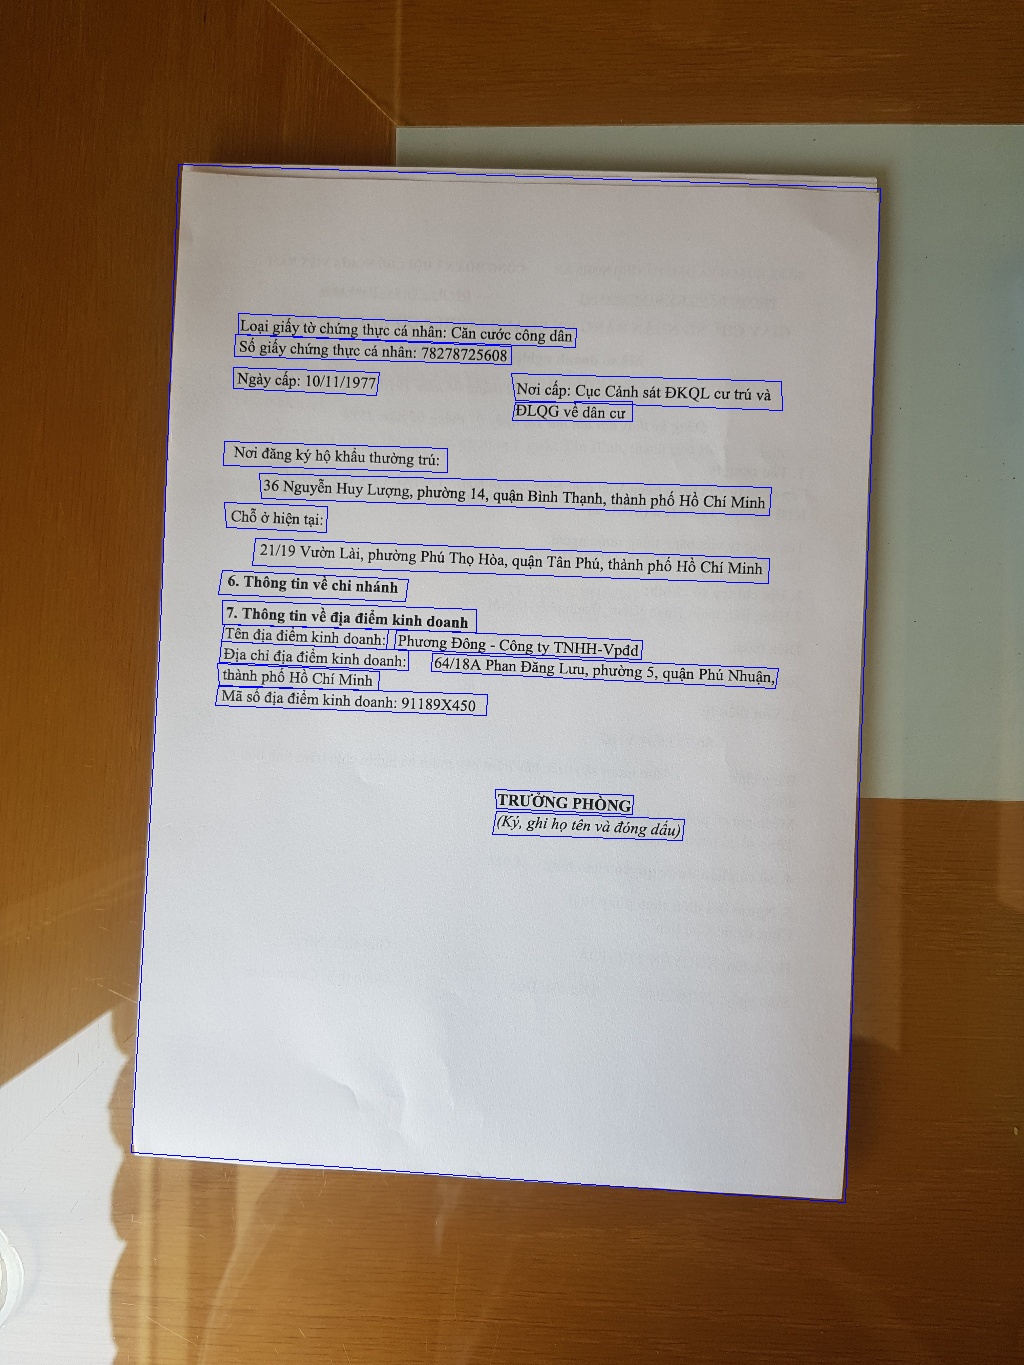 Loại giấy tờ chứng thực cá nhân: Căn cước công dân
Số giấy chứng thực cá nhân: 78278725608
Ngày cấp: 10/11/1977
Nơi cấp: Cục Cảnh sát ĐKQL cư trú và
ĐLQG về dân cư
Nơi đăng ký hộ khẩu thường trú:
36 Nguyễn Huy Lượng, phường 14, quận Bình Thạnh, thành phố Hồ Chí Minh
Chỗ ở hiện tại:
21/19 Vườn Lài, phường Phú Thọ Hòa, quận Tân Phú, thành phố Hồ Chí Minh
6. Thông tin về chi nhánh
7. Thông tin về địa điểm kinh doanh
Tên địa điểm kinh doanh: Phương Đông - Công ty TNHH-Vpđd
Địa chỉ địa điểm kinh doanh: 64/18A Phan Đăng Lưu, phường 5, quận Phú Nhuận,
thành phố Hồ Chí Minh
Mã số địa điểm kinh doanh: 91189X450
TRƯỞNG PHÒNG
(Ký, ghi họ tên và đóng dấu)